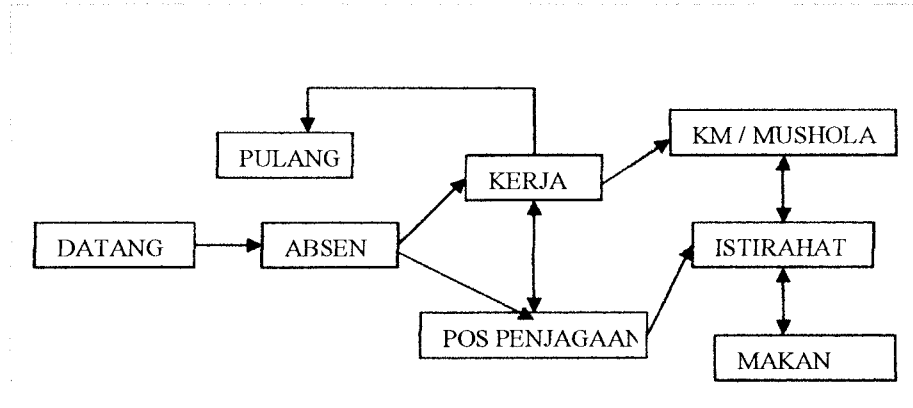 PULANG
KM / MUSHOLA
KERJA
DATANG
ABSEN
ISTIRAHAT
POS PENJAGAAN
MAKAN